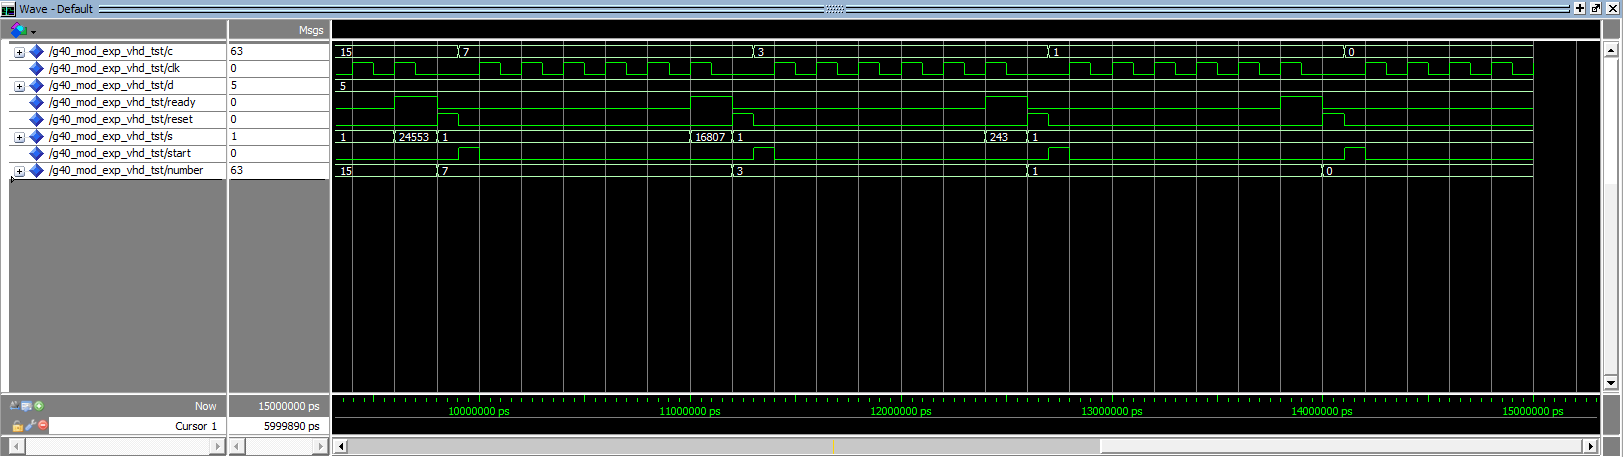 Wave - Default
Msgs
/g40_mod_exp_vhd_tst/c 63 15 7 3 1 0
/g40_mod_exp_vhd_tst/clk 0
/g40_mod_exp_vhd_tst/d 5 5
/g40_mod_exp_vhd_tst/ready 0
/g40_mod_exp_vhd_tst/reset 0
/g40_mod_exp_vhd_tst/s 1 1 24553 1 16807 1 243 1
/g40_mod_exp_vhd_tst/start 0
/g40_mod_exp_vhd_tst/number 63 15 7 3 1 0
Now 15000000 ps 10000000 ps 11000000 ps 12000000 ps 13000000 ps 14000000 ps 15000000 ps
Cursor 1 5999890 ps